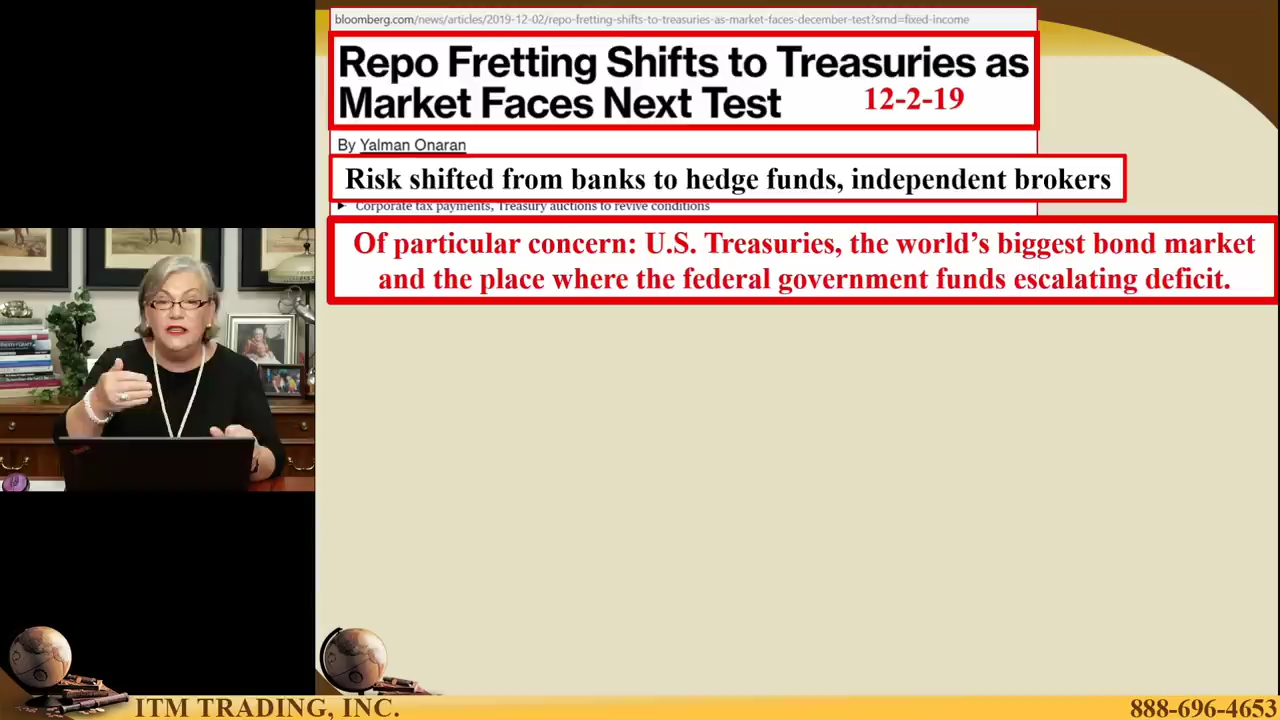 bloomberg.com/news/articles/2019-12-02/repo-fretting-shifts-to-treasuries-as-market-faces-december-test?srnd=fixed-income
Repo Fretting Shifts to Treasuries as
Market Faces Next Test
12-2-19
By Yalman Onaran
Risk shifted from banks to hedge funds, independent brokers
Corporate tax payments, Treasury auctions to revive conditions
Of particular concern: U.S. Treasuries, the world's biggest bond market
and the place where the federal government funds escalating deficit.
ITM TRADING, INC.
888-696-4653